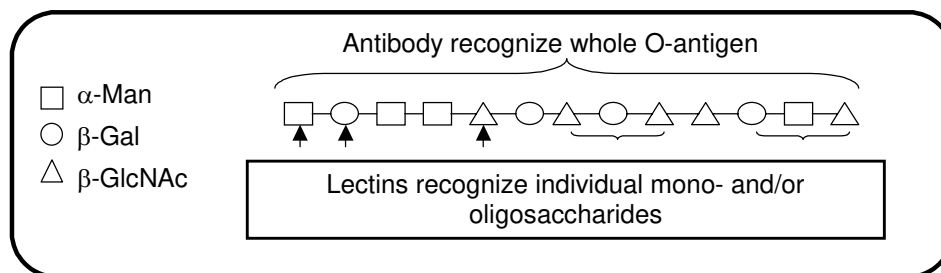 Antibody recognize whole O-antigen
α-Man
β-Gal
β-GlcNAc
Lectins recognize individual mono- and/or
oligosaccharides